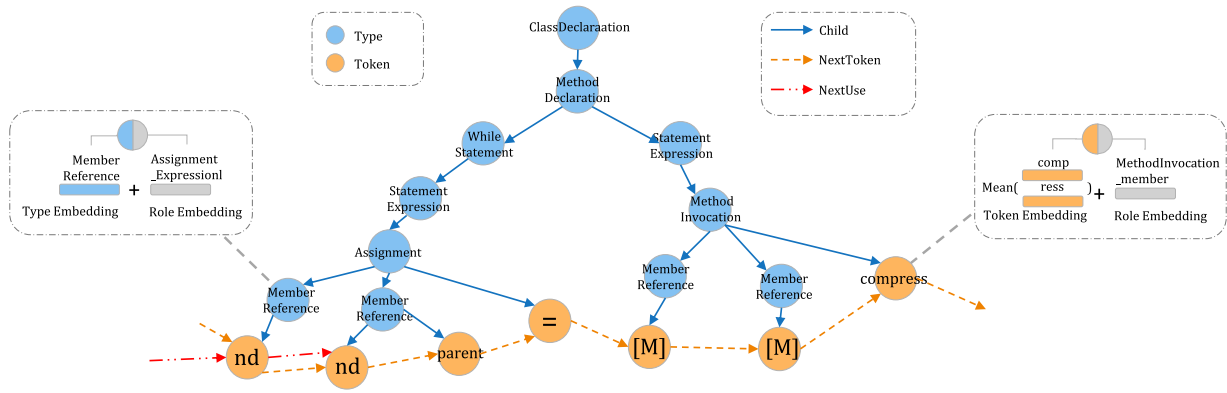 ClassDeclaraation
Type
Token
Child
NextToken
NextUse
Method
Declaration
While
Statement
Statement
Expression
Member
Reference
Assignment
_Expressionl
+
Type Embedding
Role Embedding
comp
Mean(
ress
)
+
MethodInvocation
_member
Token Embedding
Role Embedding
Statement
Expression
Method
Invocation
Assignment
Member
Reference
Member
Reference
Member
Reference
Member
Reference
compress
=
nd
nd
parent
[M]
[M]